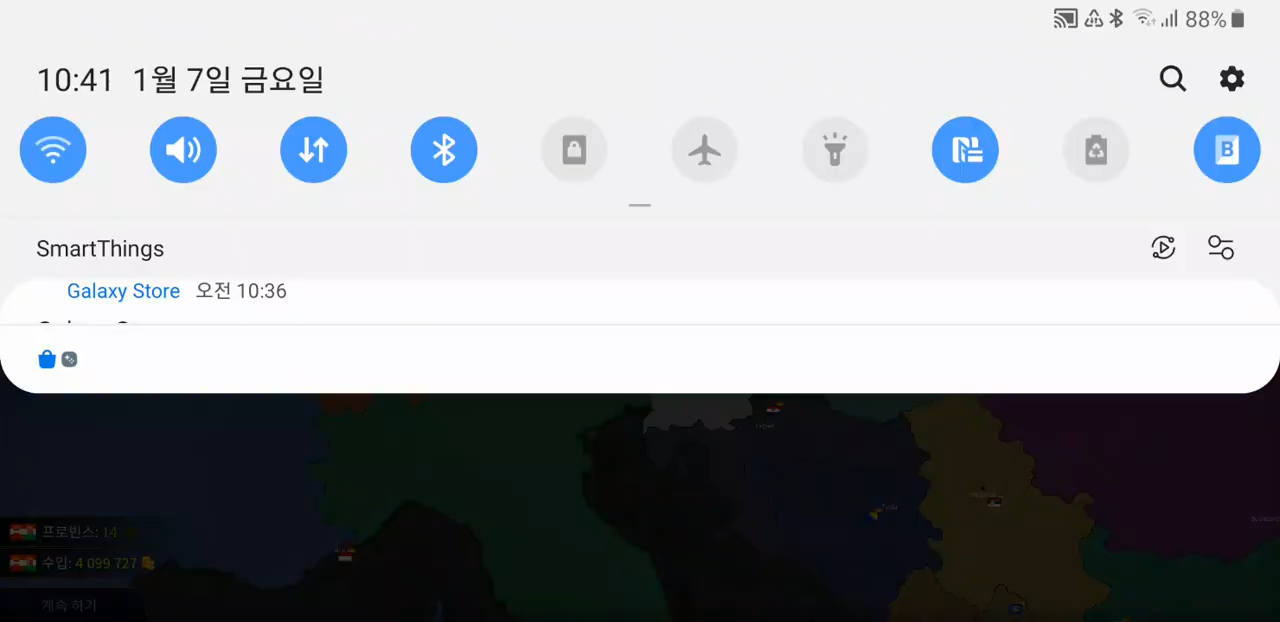 88%
10:41 1월 7일 금요일
B
SmartThings
Galaxy Store 오전 10:36
프로빈스: 14
수입: 4 099 727
계속 하기